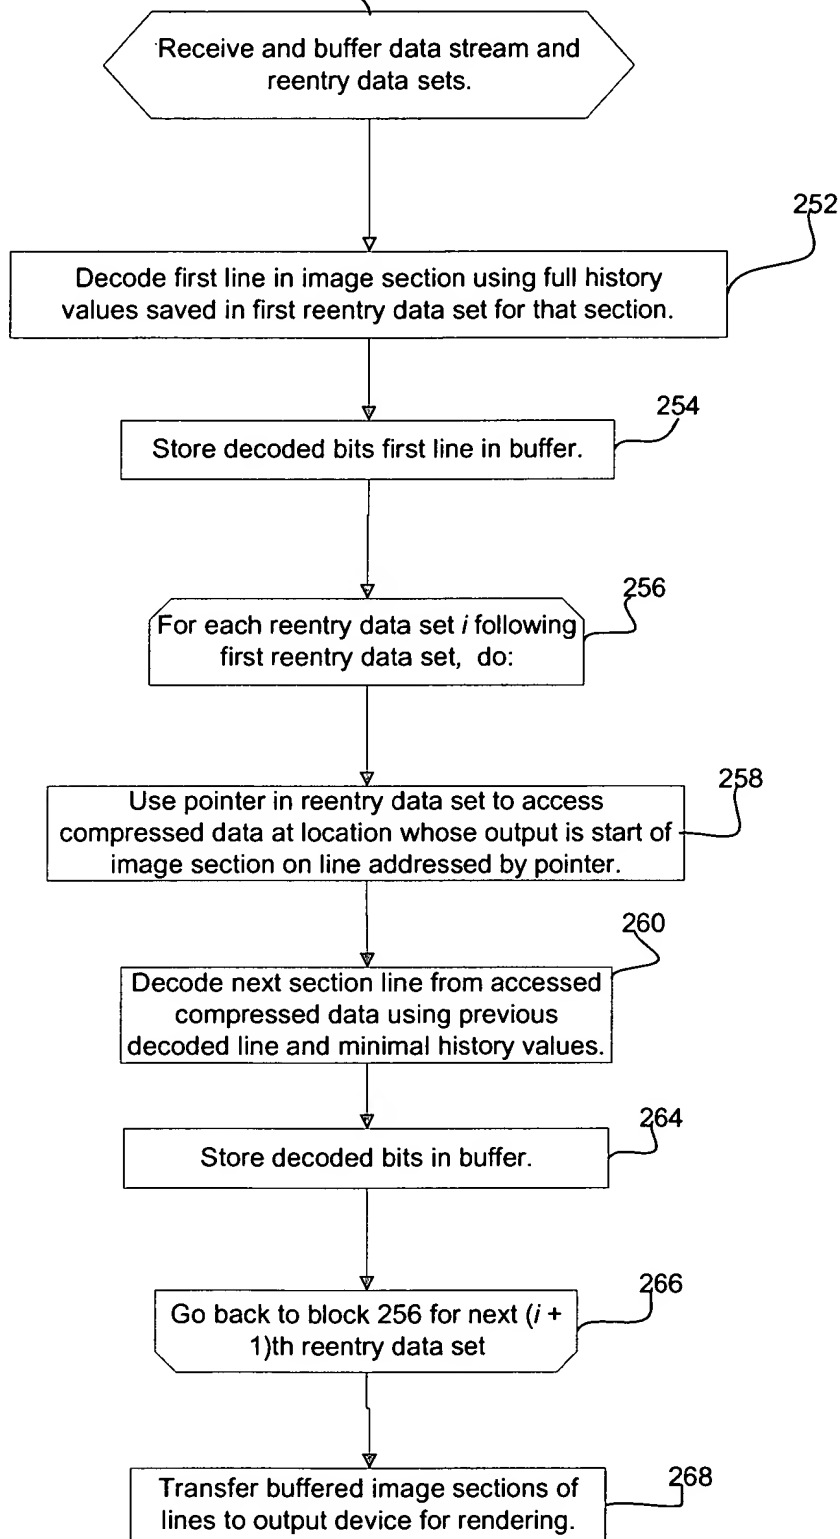 Receive and buffer data stream and
reentry data sets.
252
Decode first line in image section using full history
values saved in first reentry data set for that section.
254
Store decoded bits first line in buffer.
256
For each reentry data set i following
first reentry data set, do:
258
Use pointer in reentry data set to access
compressed data at location whose output is start of
image section on line addressed by pointer.
260
Decode next section line from accessed
compressed data using previous
decoded line and minimal history values.
264
Store decoded bits in buffer.
266
Go back to block 256 for next (i +
1)th reentry data set
268
Transfer buffered image sections of
lines to output device for rendering.